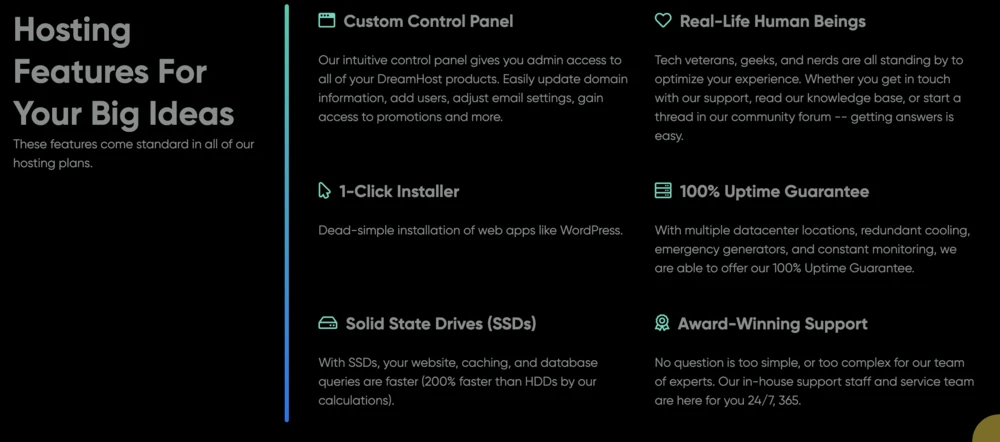 Hosting
Features For
Your Big Ideas
These features come standard in all of our
hosting plans.
Custom Control Panel
Our intuitive control panel gives you admin access to
all of your DreamHost products. Easily update domain
information, add users, adjust email settings, gain
access to promotions and more.
Real-Life Human Beings
Tech veterans, geeks, and nerds are all standing by to
optimize your experience. Whether you get in touch
with our support, read our knowledge base, or start a
thread in our community forum -- getting answers is
easy.
1-Click Installer
Dead-simple installation of web apps like WordPress.
100% Uptime Guarantee
With multiple datacenter locations, redundant cooling,
emergency generators, and constant monitoring, we
are able to offer our 100% Uptime Guarantee.
Solid State Drives (SSDs)
With SSDs, your website, caching, and database
queries are faster (200% faster than HDDs by our
calculations).
Award-Winning Support
No question is too simple, or too complex for our team
of experts. Our in-house support staff and service team
are here for you 24/7, 365.